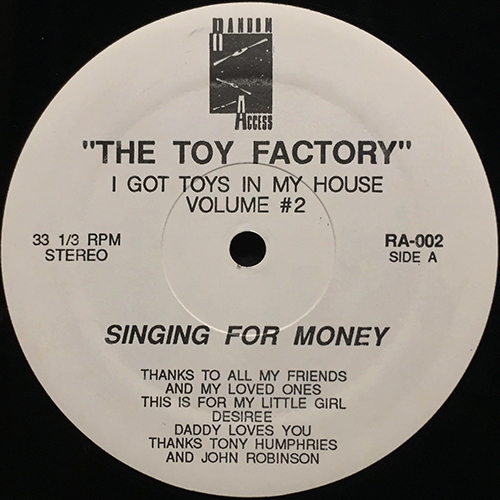 RANDOM
ACCESS
"THE TOY FACTORY"
I GOT TOYS IN MY HOUSE
VOLUME #2
33 1/3 RPM
STEREO
RA-002
SIDE A
SINGING FOR MONEY
THANKS TO ALL MY FRIENDS
AND MY LOVED ONES
THIS IS FOR MY LITTLE GIRL
DESIREE
DADDY LOVES YOU
THANKS TONY HUMPHRIES
AND JOHN ROBINSON